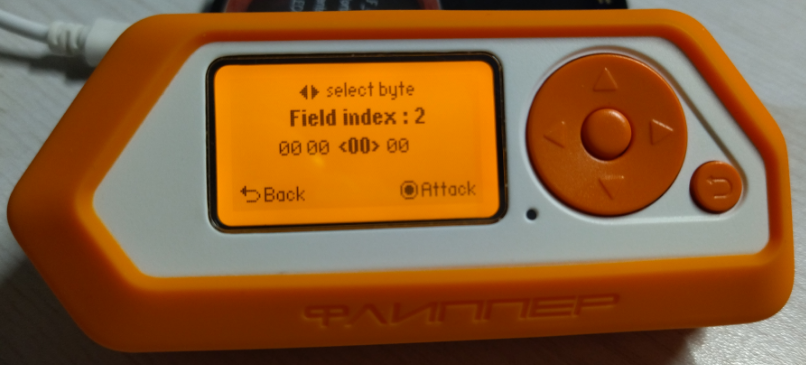 select byte
Field index : 2
00 00 <00> 00
Back
Attack
ФЛИППЕР